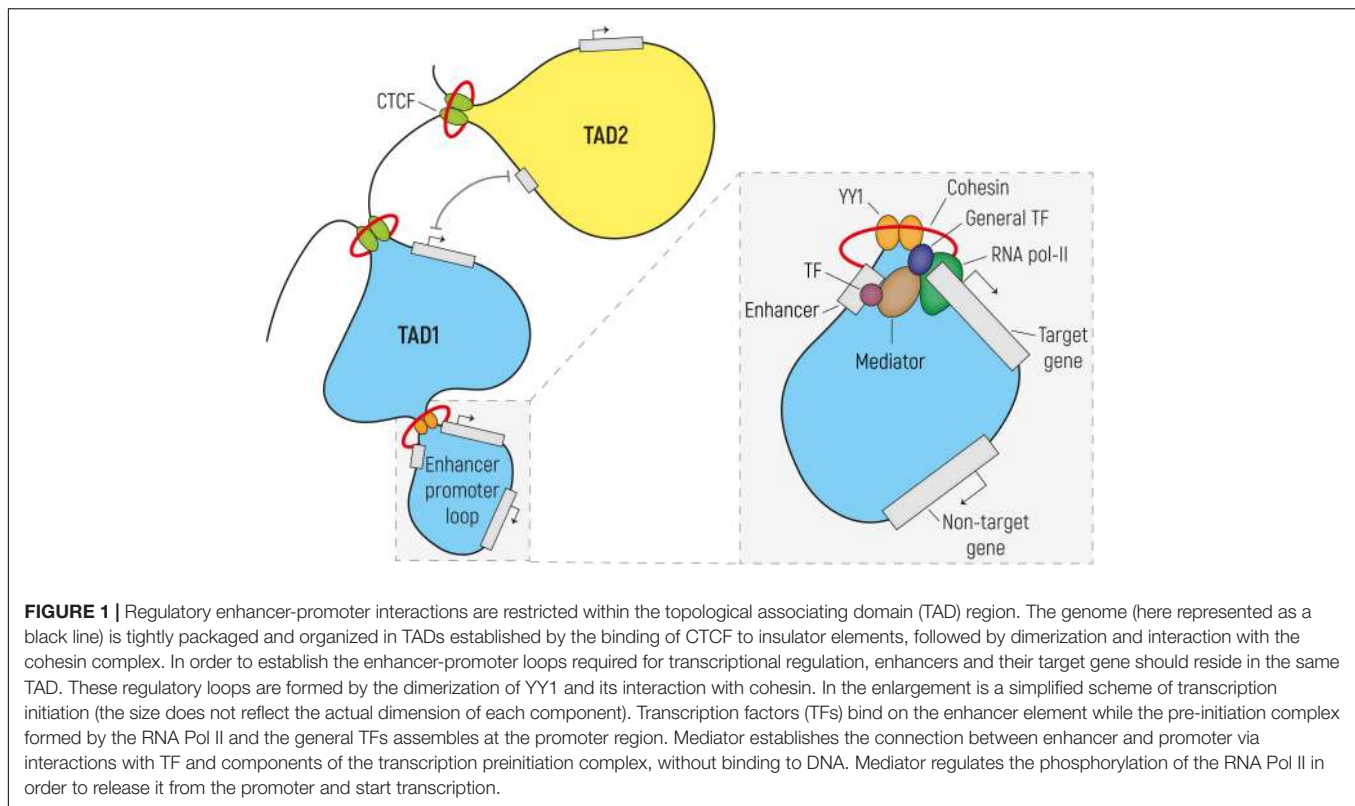 CTCF
TAD2
TAD1
Enhancer
promoter
loop
YY1
Cohesin
General TF
RNA pol-II
TF
Enhancer
Mediator
Target
gene
Non-target
gene
FIGURE 1 | Regulatory enhancer-promoter interactions are restricted within the topological associating domain (TAD) region. The genome (here represented as a
black line) is tightly packaged and organized in TADs established by the binding of CTCF to insulator elements, followed by dimerization and interaction with the
cohesin complex. In order to establish the enhancer-promoter loops required for transcriptional regulation, enhancers and their target gene should reside in the same
TAD. These regulatory loops are formed by the dimerization of YY1 and its interaction with cohesin. In the enlargement is a simplified scheme of transcription
initiation (the size does not reflect the actual dimension of each component). Transcription factors (TFs) bind on the enhancer element while the pre-initiation complex
formed by the RNA Pol II and the general TFs assembles at the promoter region. Mediator establishes the connection between enhancer and promoter via
interactions with TF and components of the transcription preinitiation complex, without binding to DNA. Mediator regulates the phosphorylation of the RNA Pol II in
order to release it from the promoter and start transcription.